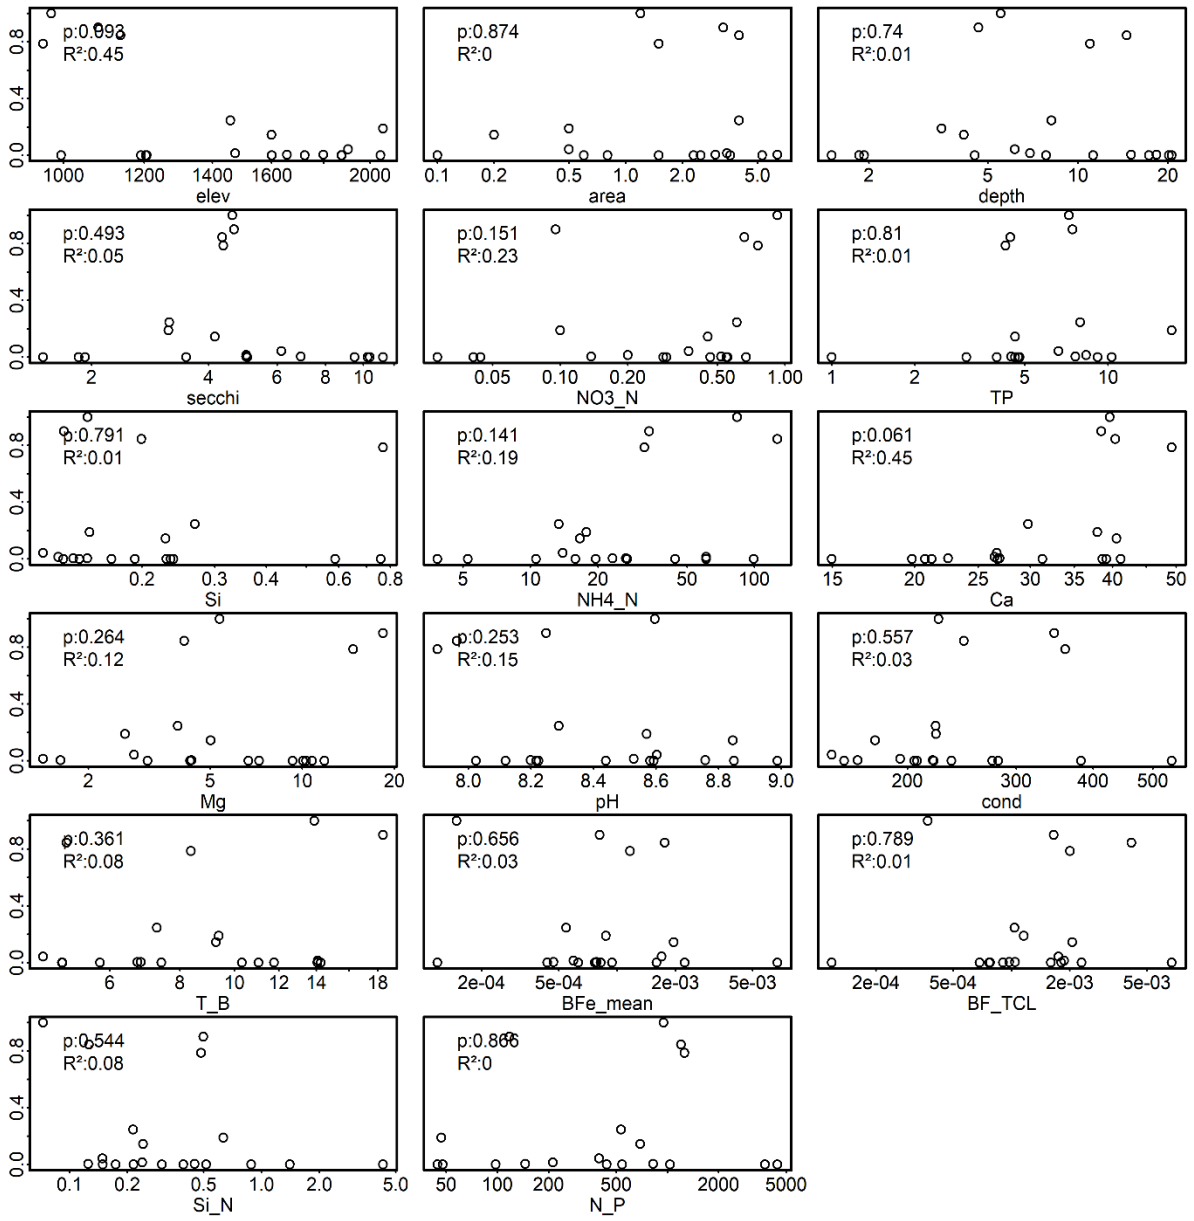 p:0.093
R²:0.45
0.0 0.4 0.8
1000 1200 1400 1600 2000
elev
p:0.874
R²:0
0.1 0.2 0.5 1.0 2.0 5.0
area
p:0.74
R²:0.01
2 5 10 20
depth
p:0.493
R²:0.05
0.0 0.4 0.8
2 4 6 8 10
secchi
p:0.151
R²:0.23
0.05 0.10 0.20 0.50 1.00
NO3_N
p:0.81
R²:0.01
1 2 5 10
TP
p:0.791
R²:0.01
0.0 0.4 0.8
0.2 0.3 0.4 0.6 0.8
Si
p:0.141
R²:0.19
5 10 20 50 100
NH4_N
p:0.061
R²:0.45
15 20 25 30 35 40 50
Ca
p:0.264
R²:0.12
0.0 0.4 0.8
2 5 10 20
Mg
p:0.253
R²:0.15
8.0 8.2 8.4 8.6 8.8 9.0
pH
p:0.557
R²:0.03
200 300 400 500
cond
p:0.361
R²:0.08
0.0 0.4 0.8
6 8 10 12 14 18
T_B
p:0.656
R²:0.03
2e-04 5e-04 2e-03 5e-03
BFe_mean
p:0.789
R²:0.01
2e-04 5e-04 2e-03 5e-03
BF_TCL
p:0.544
R²:0.08
0.0 0.4 0.8
0.1 0.2 0.5 1.0 2.0 5.0
Si_N
p:0.866
R²:0
50 100 200 500 2000 5000
N_P